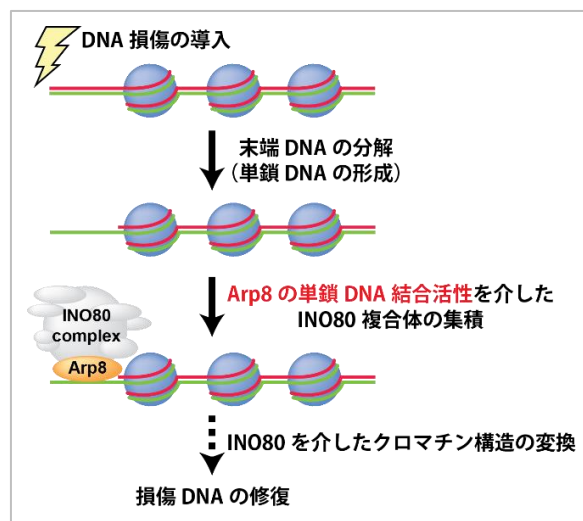 DNA 損傷の導入
末端 DNA の分解
（単鎖 DNA の形成）
Arp8 の単鎖 DNA 結合活性を介した
INO80 複合体の集積
INO80
complex
Arp8
INO80 を介したクロマチン構造の変換
損傷 DNA の修復